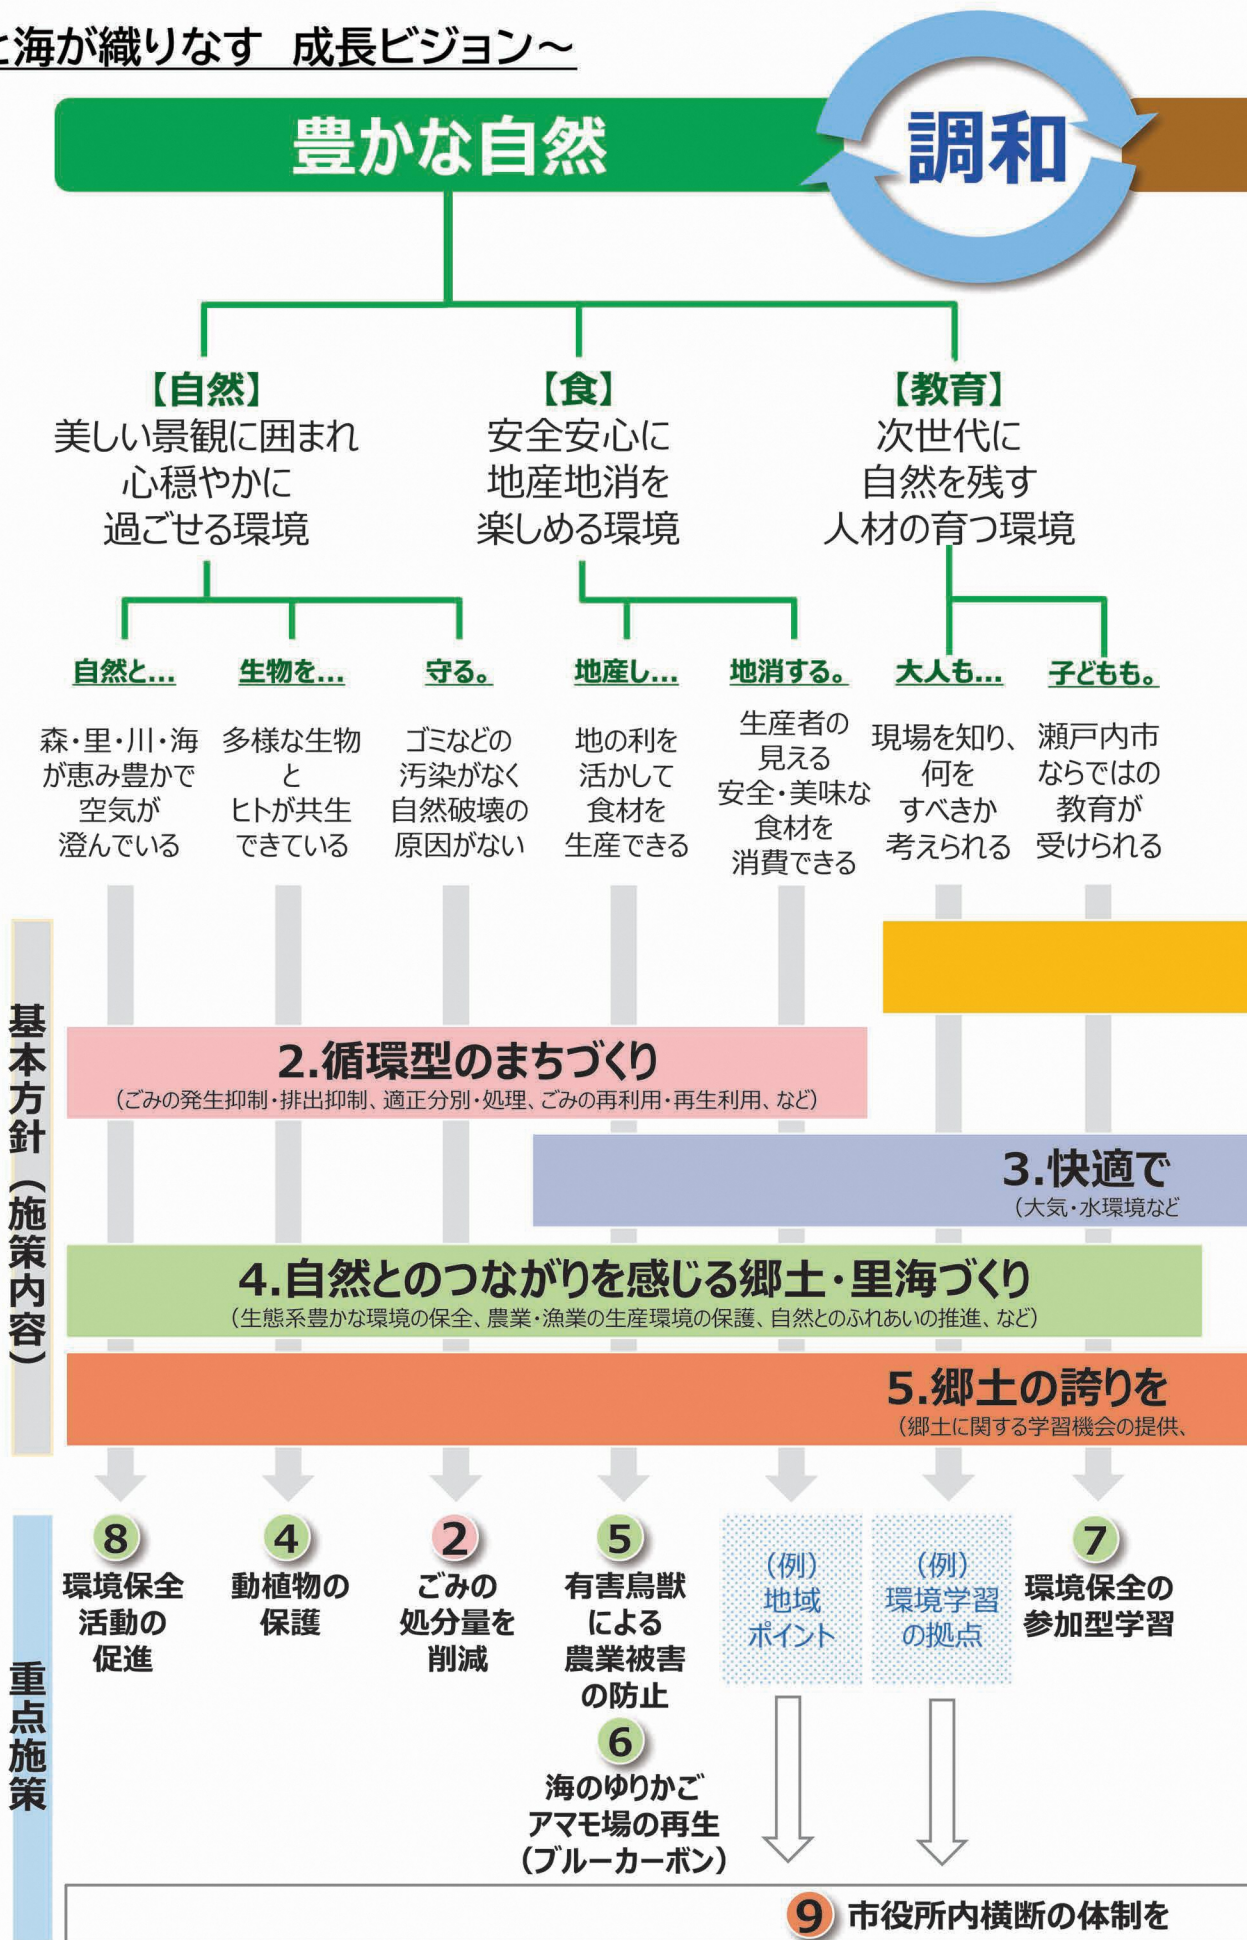 と海が織りなす 成長ビジョン～
豊かな自然
調和
【自然】
美しい景観に囲まれ
心穏やかに
過ごせる環境
【食】
安全安心に
地産地消を
楽しめる環境
【教育】
次世代に
自然を残す
人材の育つ環境
自然と...
森・里・川・海
が恵み豊かで
空気が
澄んでいる
生物を...
多様な生物
と
ヒトが共生
できている
守る。
ゴミなどの
汚染がなく
自然破壊の
原因がない
地産し...
地の利を
活かして
食材を
生産できる
地消する。
生産者の
見える
安全・美味な
食材を
消費できる
大人も...
現場を知り、
何を
すべきか
考えられる
子どもも。
瀬戸内市
ならではの
教育が
受けられる
基本方針（施策内容）
2.循環型のまちづくり
（ごみの発生抑制・排出抑制、適正分別・処理、ごみの再利用・再生利用、など）
3.快適で
（大気・水環境など
4.自然とのつながりを感じる郷土・里海づくり
（生態系豊かな環境の保全、農業・漁業の生産環境の保護、自然とのふれあいの推進、など）
5.郷土の誇りを
（郷土に関する学習機会の提供、
重点施策
8
環境保全
活動の
促進
4
動植物の
保護
2
ごみの
処分量を
削減
5
有害鳥獣
による
農業被害
の防止
6
海のゆりかご
アマモ場の再生
（ブルーカーボン）
（例）
地域
ポイント
（例）
環境学習
の拠点
7
環境保全の
参加型学習
9 市役所内横断の体制を